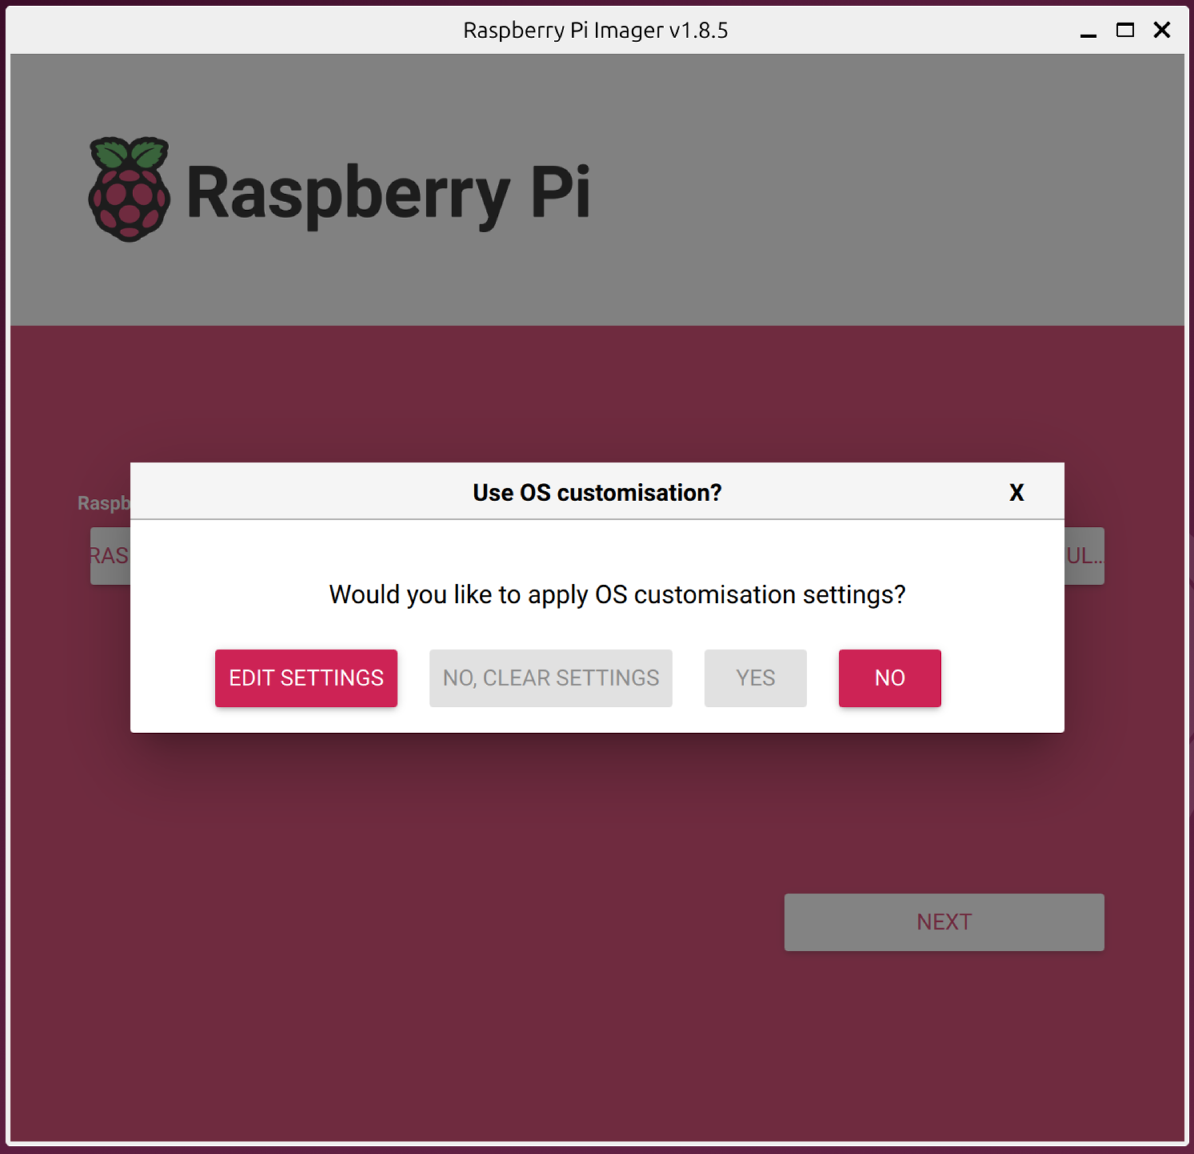 Raspberry Pi Imager v1.8.5
Raspberry Pi
Use OS customisation?
X
Raspb
RAS
UL...
Would you like to apply OS customisation settings?
EDIT SETTINGS
NO, CLEAR SETTINGS
YES
NO
NEXT